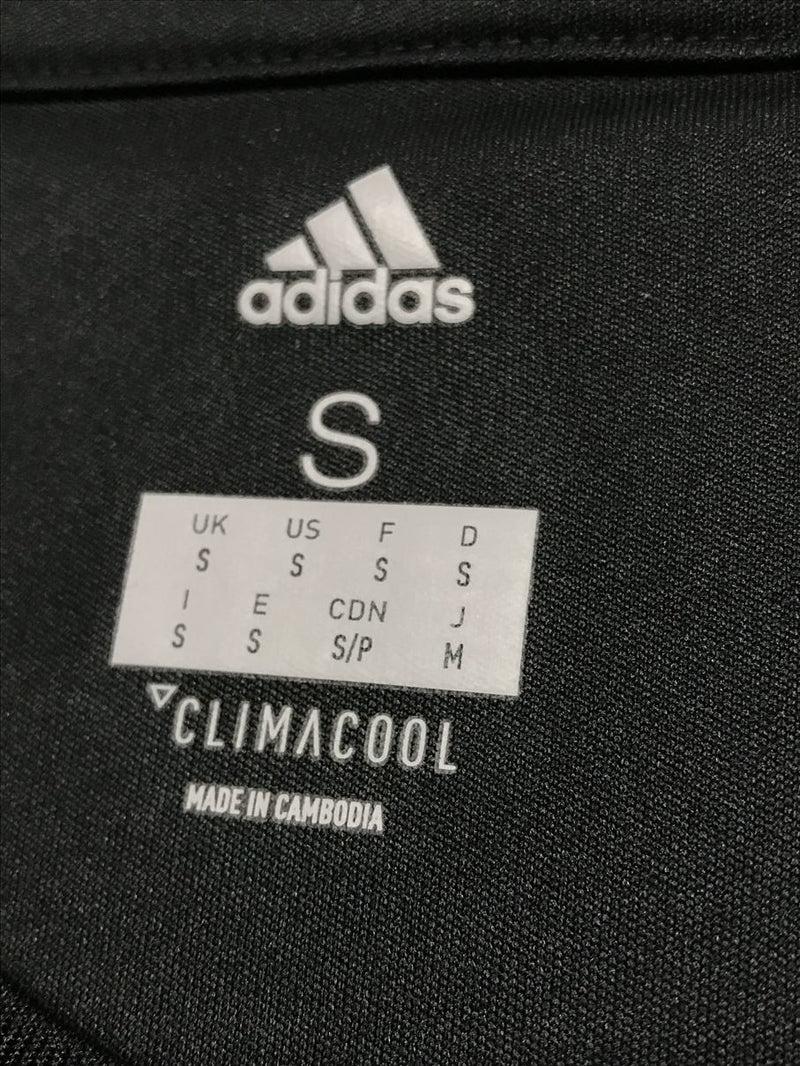 adidas
S
UK US F D
S S S S
I E CDN J
S S S/P M
CLIMACOOL
MADE IN CAMBODIA